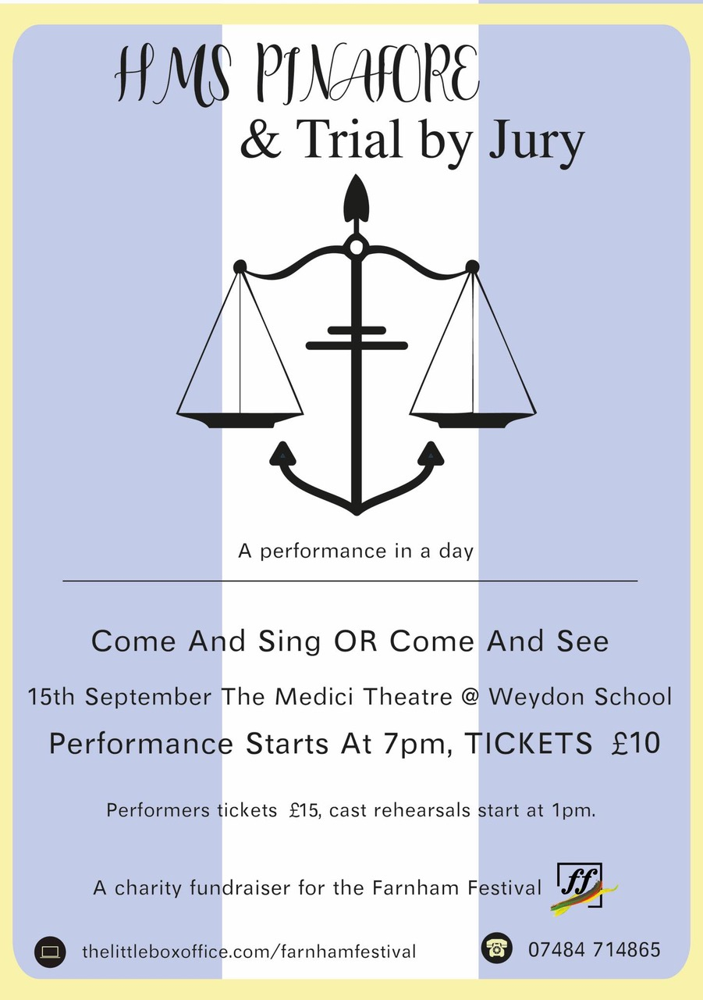 HMS PINAFORE
& Trial by Jury
A performance in a day
Come And Sing OR Come And See
15th September The Medici Theatre @ Weydon School
Performance Starts At 7pm, TICKETS £10
Performers tickets £15, cast rehearsals start at 1pm.
A charity fundraiser for the Farnham Festival ff
thelittleboxoffice.com/farnhamfestival 07484 714865